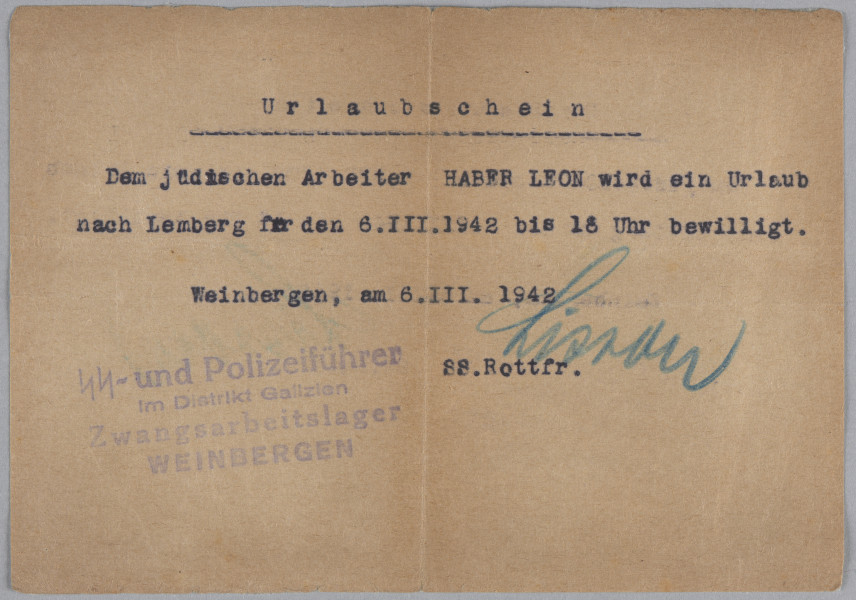 Urlaubschein
Dem jüdischen Arbeiter HABER LEON wird ein Urlaub
nach Lemberg für den 6.III.1942 bis 18 Uhr bewilligt.
Weinbergen, am 6.III. 1942
SS.Rottfr.
SS-und Polizeiführer
im Distrikt Galizien
Zwangsarbeitslager
WEINBERGEN